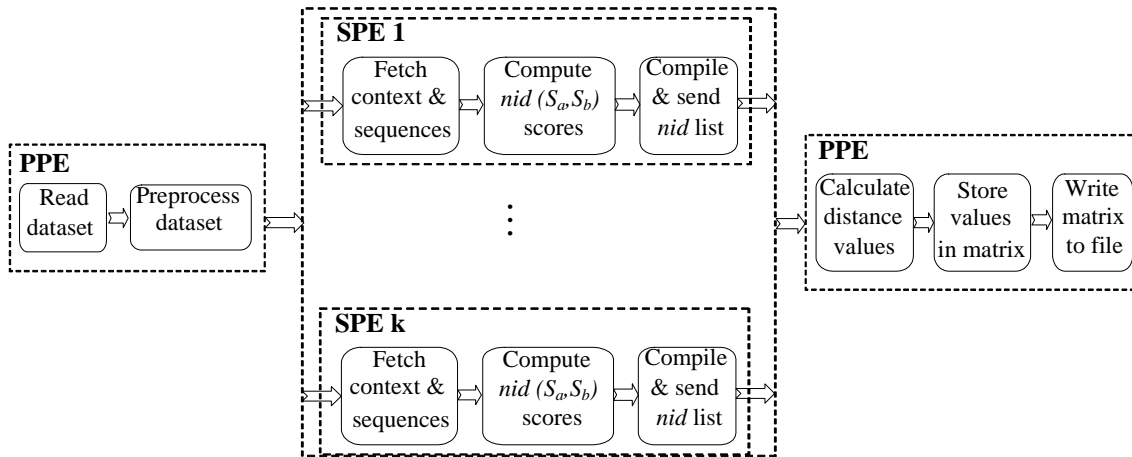 PPE
Read
dataset
Preprocess
dataset
SPE 1
Fetch
context &
sequences
Compute
nid (Sa,Sb)
scores
Compile
& send
nid list
⋮
SPE k
Fetch
context &
sequences
Compute
nid (Sa,Sb)
scores
Compile
& send
nid list
PPE
Calculate
distance
values
Store
values
in matrix
Write
matrix
to file